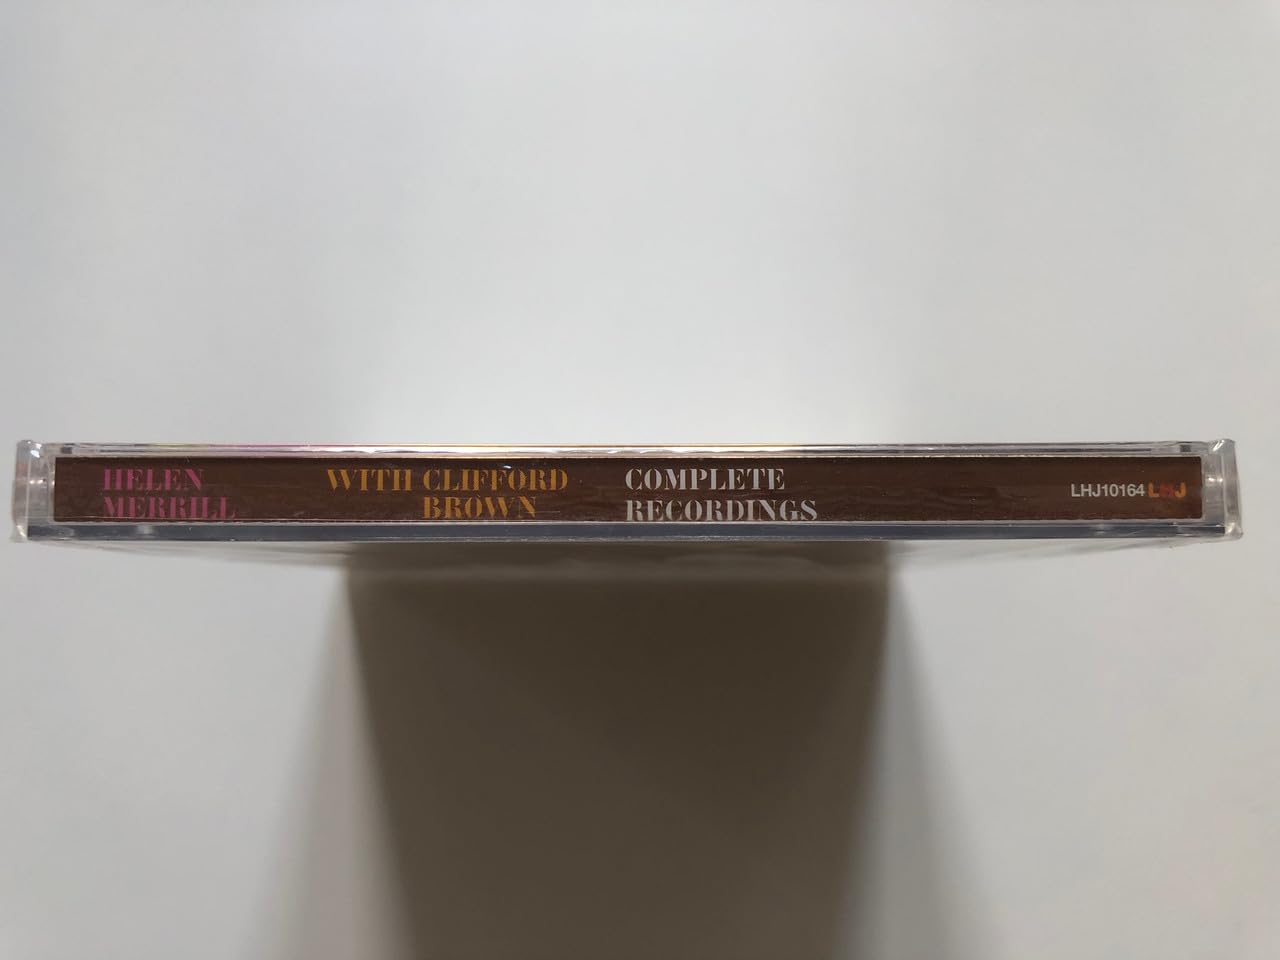 HELEN
MERRILL
WITH CLIFFORD
BROWN
COMPLETE
RECORDINGS
LHJ10164 LHJ